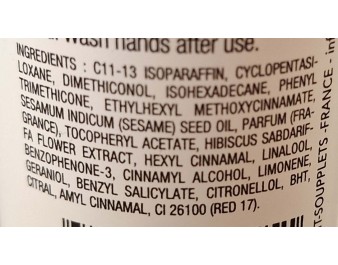 Wash hands after use.
INGREDIENTS : C11-13 ISOPARAFFIN, CYCLOPENTASI-
LOXANE, DIMETHICONOL, ISOHEXADECANE, PHENYL
TRIMETHICONE, ETHYLHEXYL METHOXYCINNAMATE,
SESAMUM INDICUM (SESAME) SEED OIL, PARFUM (FRA-
GRANCE), TOCOPHERYL ACETATE, HIBISCUS SABDARIF-
FA FLOWER EXTRACT, HEXYL CINNAMAL, LINALOOL,
BENZOPHENONE-3, CINNAMYL ALCOHOL, LIMONENE,
GERANIOL, BENZYL SALICYLATE, CITRONELLOL, BHT,
CITRAL, AMYL CINNAMAL, CI 26100 (RED 17).
T-SOUPPLETS -FRANCE - inf